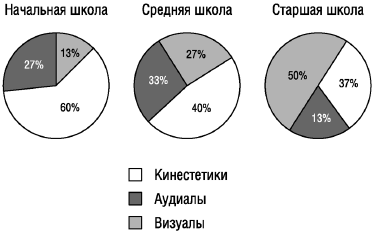 Начальная школа
Средняя школа
Старшая школа
27%
13%
60%
27%
33%
40%
50%
37%
13%
Кинестетики
Аудиалы
Визуалы